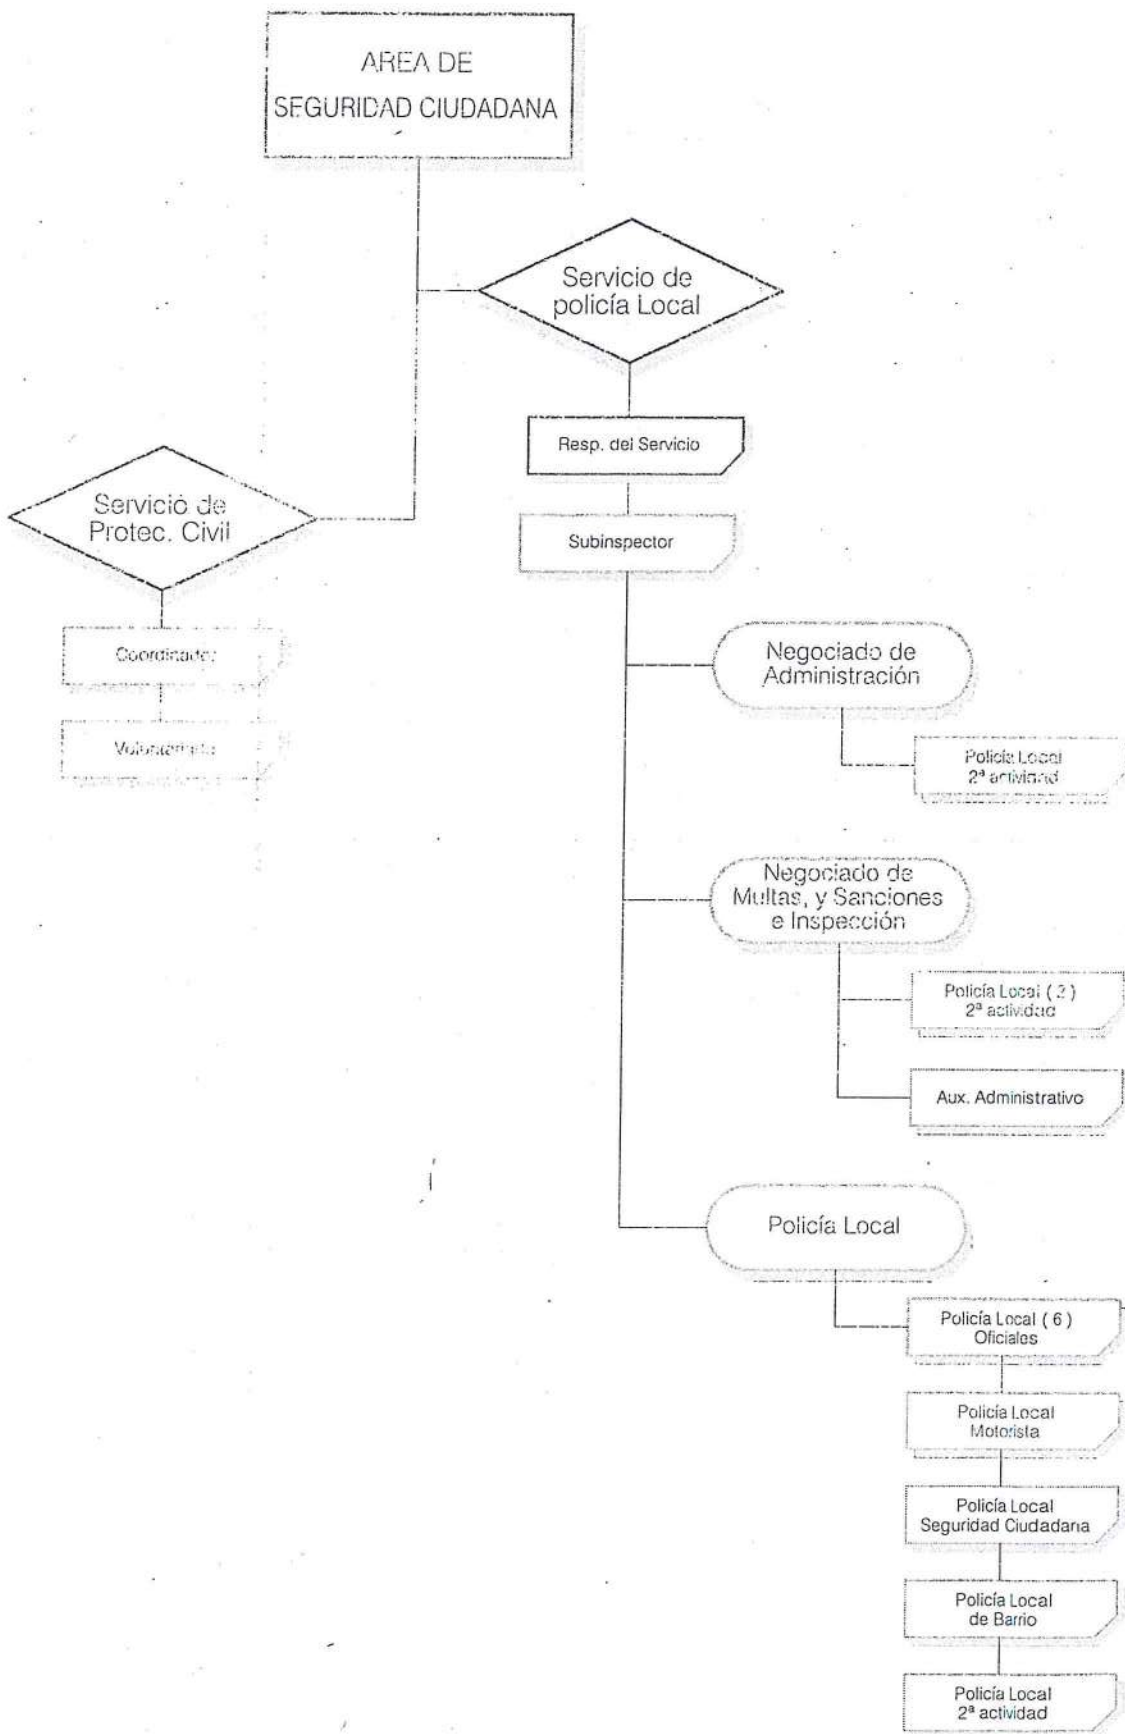 AREA DE
SEGURIDAD CIUDADANA
Servicio de
policía Local
Resp. del Servicio
Servicio de
Protec. Civil
Subinspector
Coordinador
Voluntariado
Negociado de
Administración
Policía Local
2ª actividad
Negociado de
Multas, y Sanciones
e Inspección
Policía Local ( 2 )
2ª actividad
Aux. Administrativo
Policía Local
Policía Local ( 6 )
Oficiales
Policía Local
Motorista
Policía Local
Seguridad Ciudadana
Policía Local
de Barrio
Policía Local
2ª actividad